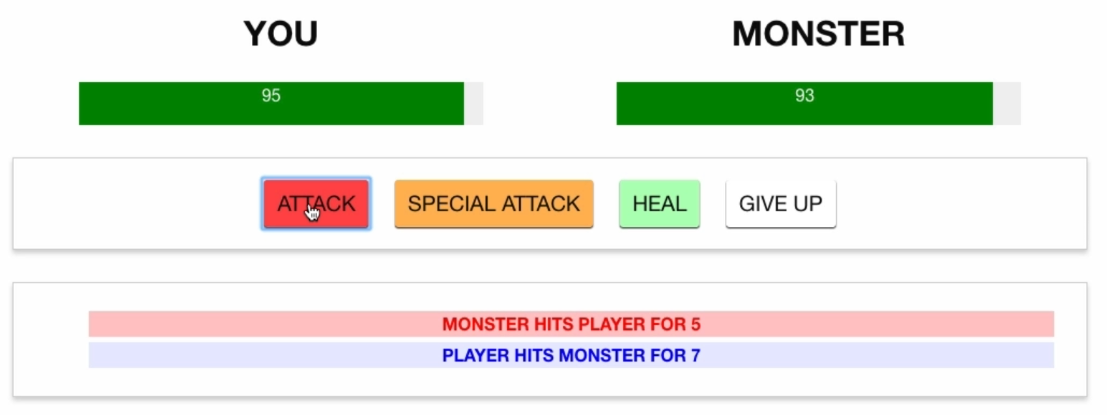 YOU
MONSTER
95
93
ATTACK
SPECIAL ATTACK
HEAL
GIVE UP
MONSTER HITS PLAYER FOR 5
PLAYER HITS MONSTER FOR 7